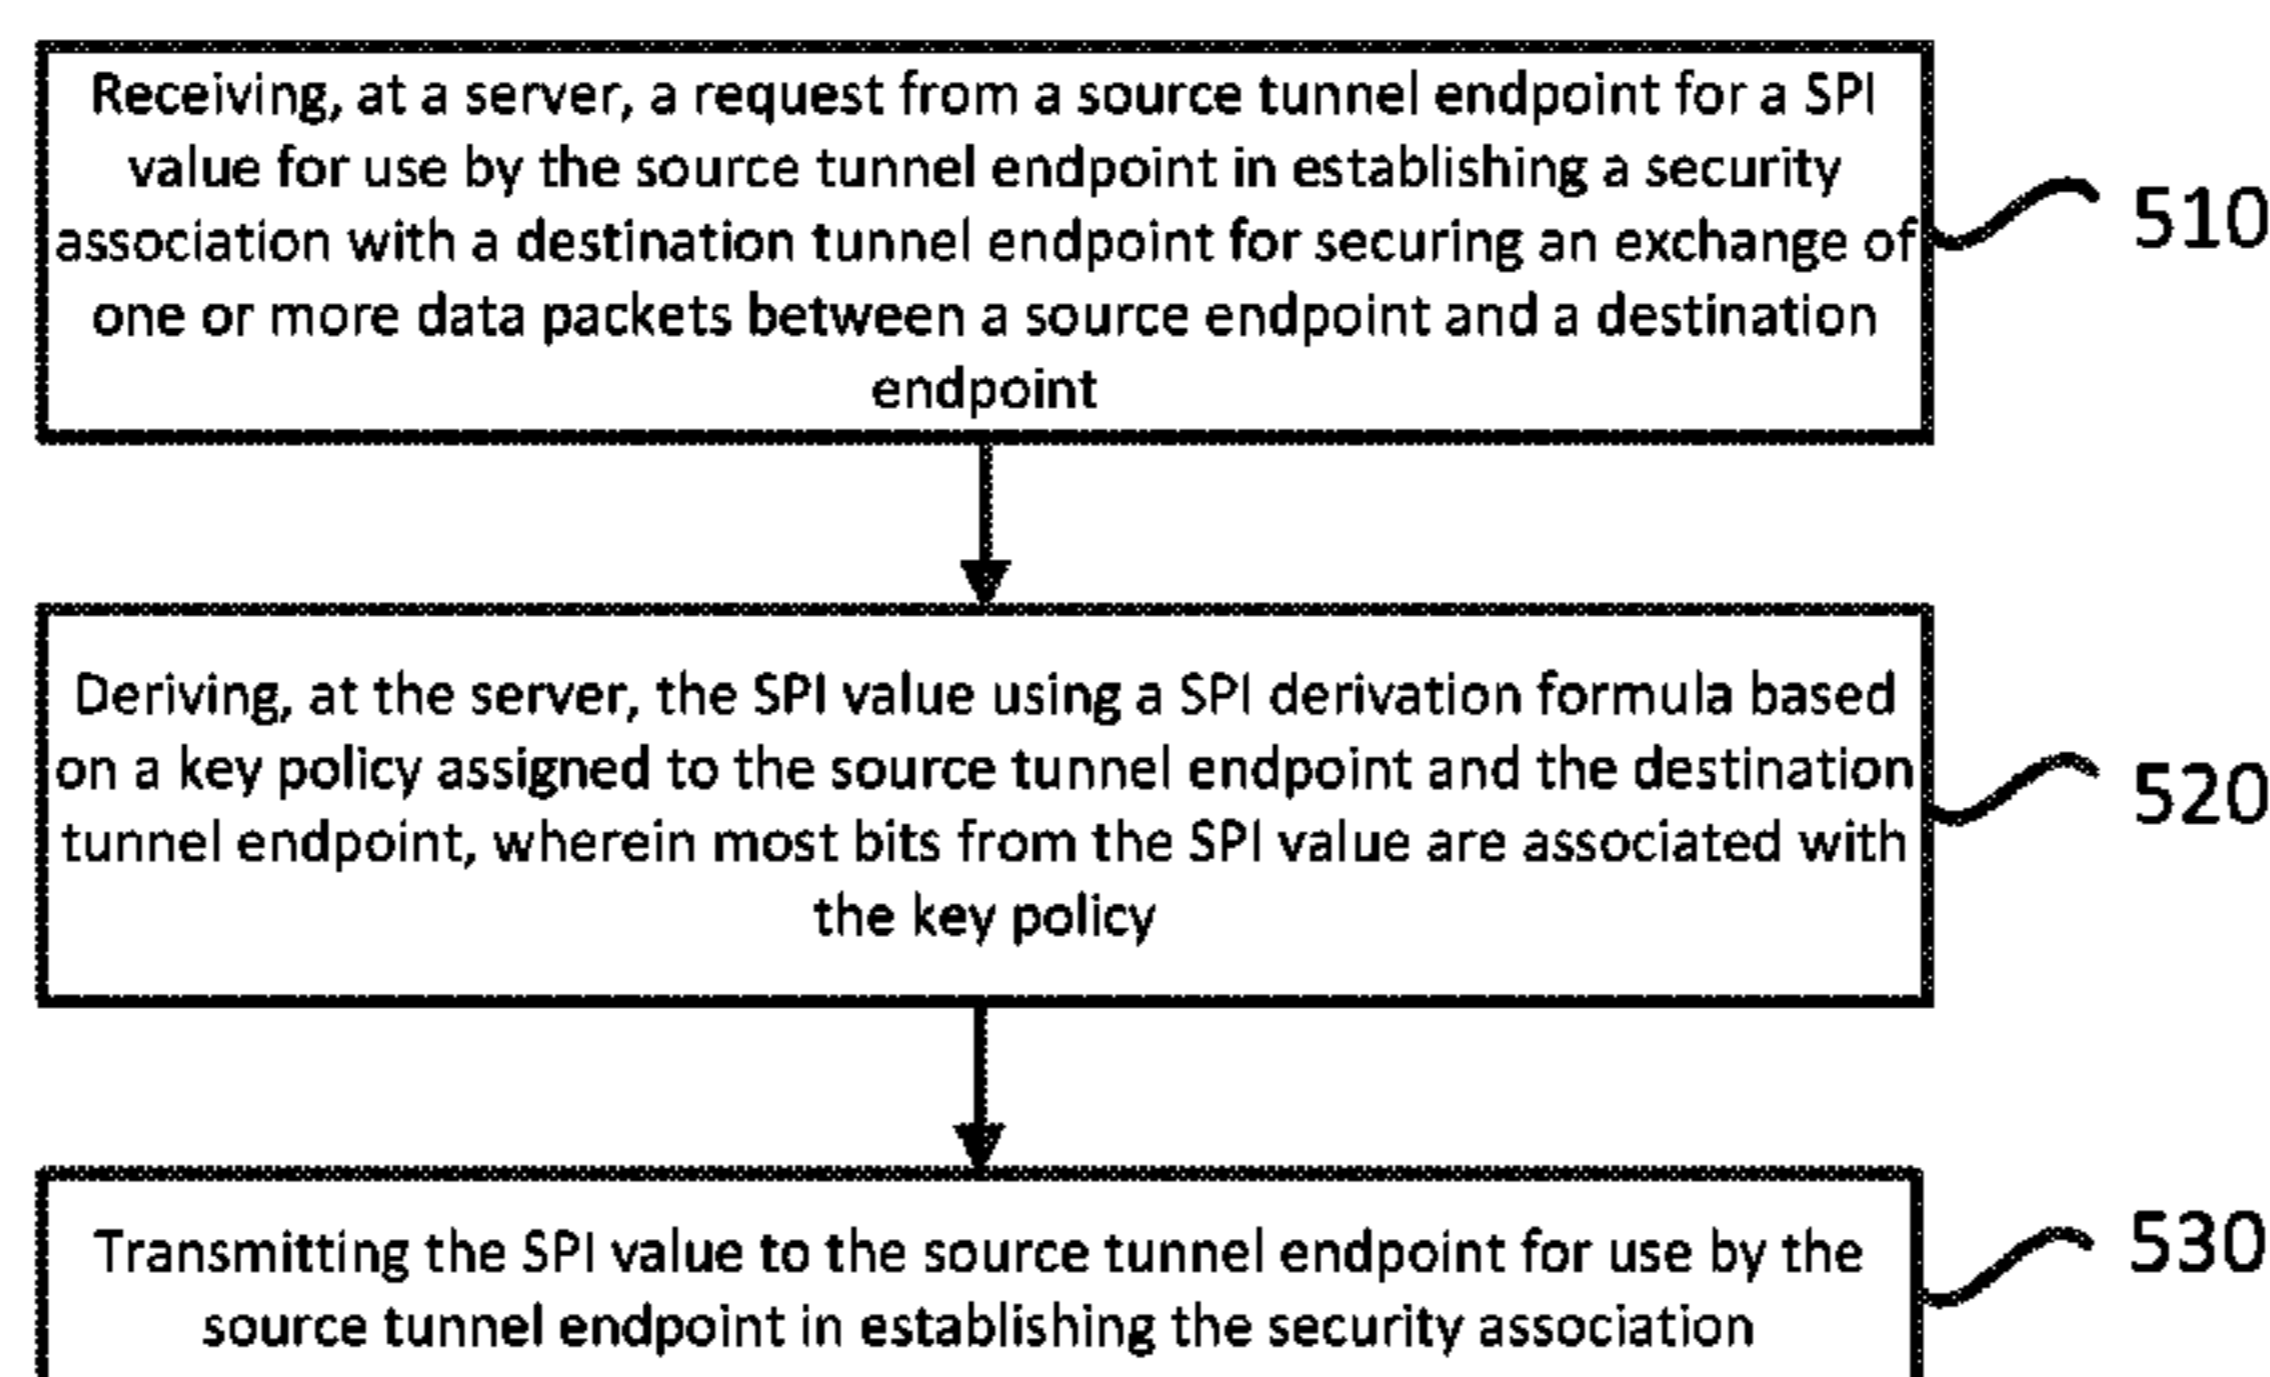 Receiving, at a server, a request from a source tunnel endpoint for a SPI
value for use by the source tunnel endpoint in establishing a security
association with a destination tunnel endpoint for securing an exchange of
one or more data packets between a source endpoint and a destination
endpoint
510
Deriving, at the server, the SPI value using a SPI derivation formula based
on a key policy assigned to the source tunnel endpoint and the destination
tunnel endpoint, wherein most bits from the SPI value are associated with
the key policy
520
Transmitting the SPI value to the source tunnel endpoint for use by the
source tunnel endpoint in establishing the security association
530